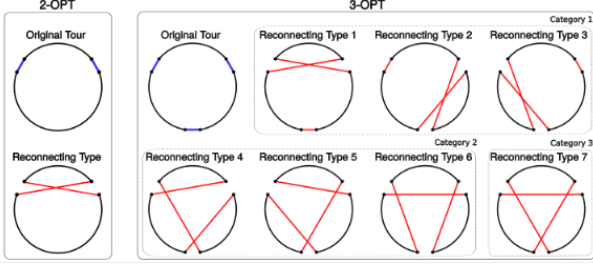 2-OPT
3-OPT
Category 1
Original Tour
Original Tour
Reconnecting Type 1
Reconnecting Type 2
Reconnecting Type 3
Category 2
Category 3
Reconnecting Type
Reconnecting Type 4
Reconnecting Type 5
Reconnecting Type 6
Reconnecting Type 7